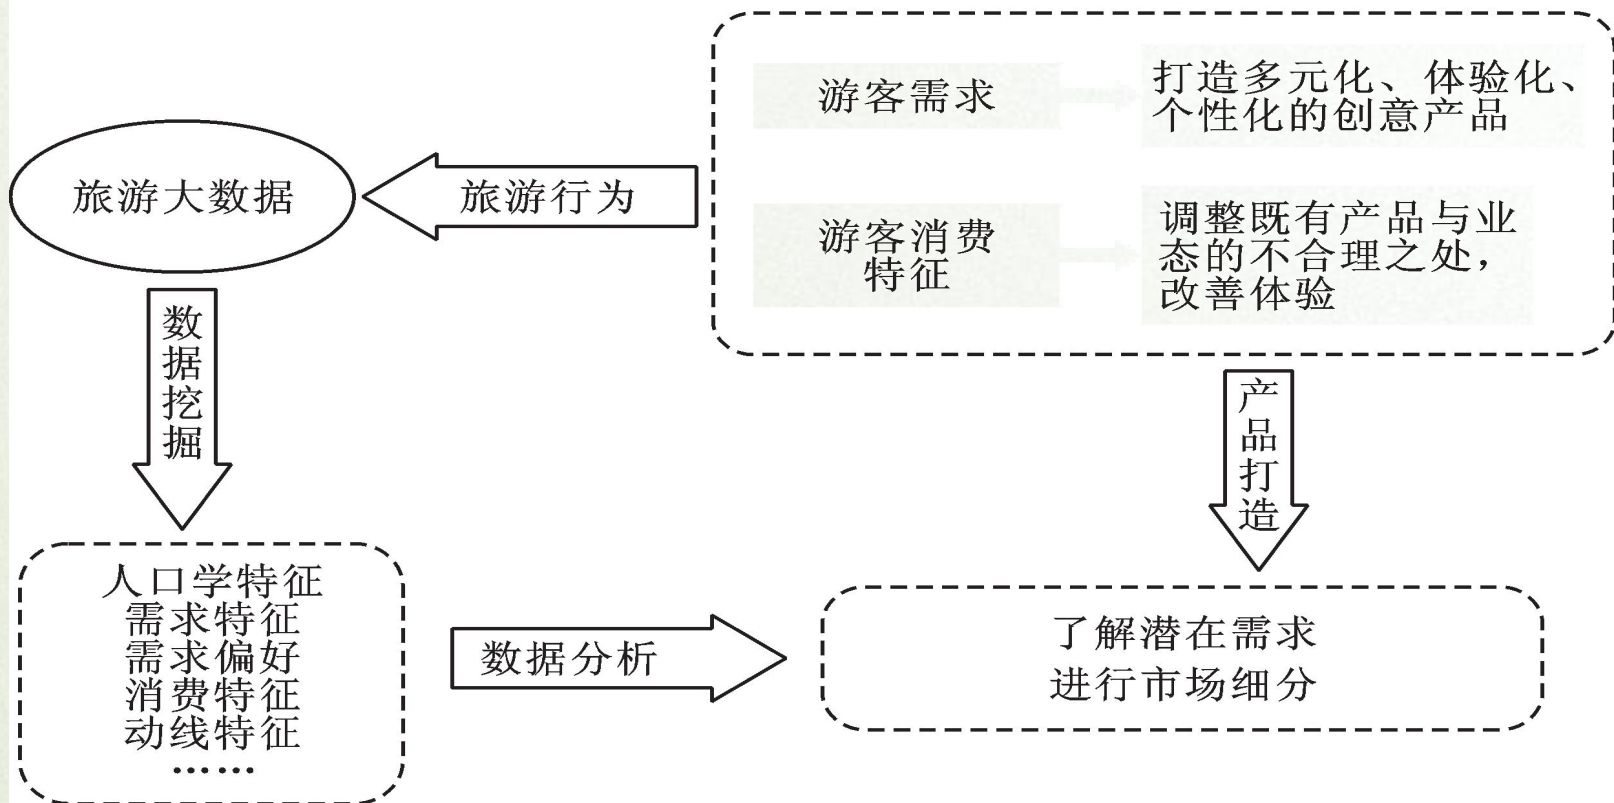 游客需求
打造多元化、体验化、
个性化的创意产品
旅游大数据
旅游行为
游客消费
特征
调整既有产品与业
态的不合理之处，
改善体验
数据挖掘
产品打造
人口学特征
需求特征
需求偏好
消费特征
动线特征
……
数据分析
了解潜在需求
进行市场细分